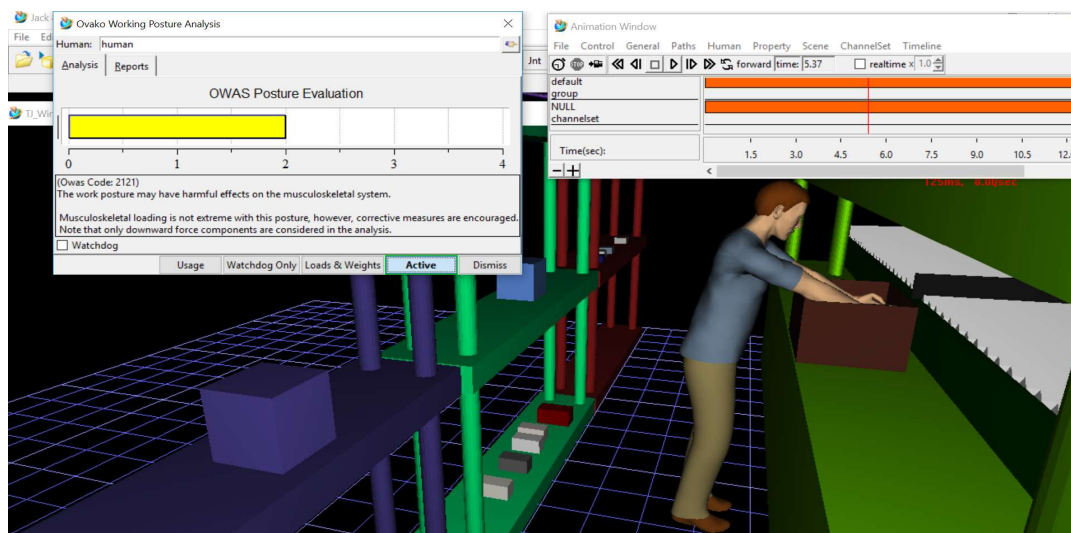 Jack
Ovako Working Posture Analysis
File Edi
Human: human
Analysis Reports
Jnt
OWAS Posture Evaluation
TJ_Wir
0 1 2 3 4
(Owas Code: 2121)
The work posture may have harmful effects on the musculoskeletal system.
Musculoskeletal loading is not extreme with this posture, however, corrective measures are encouraged.
Note that only downward force components are considered in the analysis.
Watchdog
Usage Watchdog Only Loads & Weights Active Dismiss
Animation Window
File Control General Paths Human Property Scene ChannelSet Timeline
STOP forward time: 5.37 realtime x 1.0
default
group
NULL
channelset
Time(sec): 1.5 3.0 4.5 6.0 7.5 9.0 10.5 12.